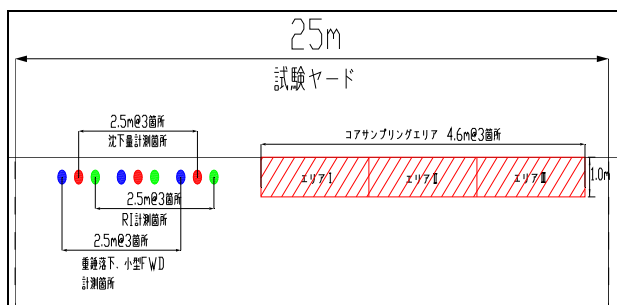 25m
試験ヤード
2.5m@3箇所
沈下量計測箇所
コアサンプリングエリア 4.6m@3箇所
エリアⅠ
エリアⅡ
エリアⅢ
1.0m
2.5m@3箇所
RI計測箇所
2.5m@3箇所
重錘落下、小型FWD
計測箇所